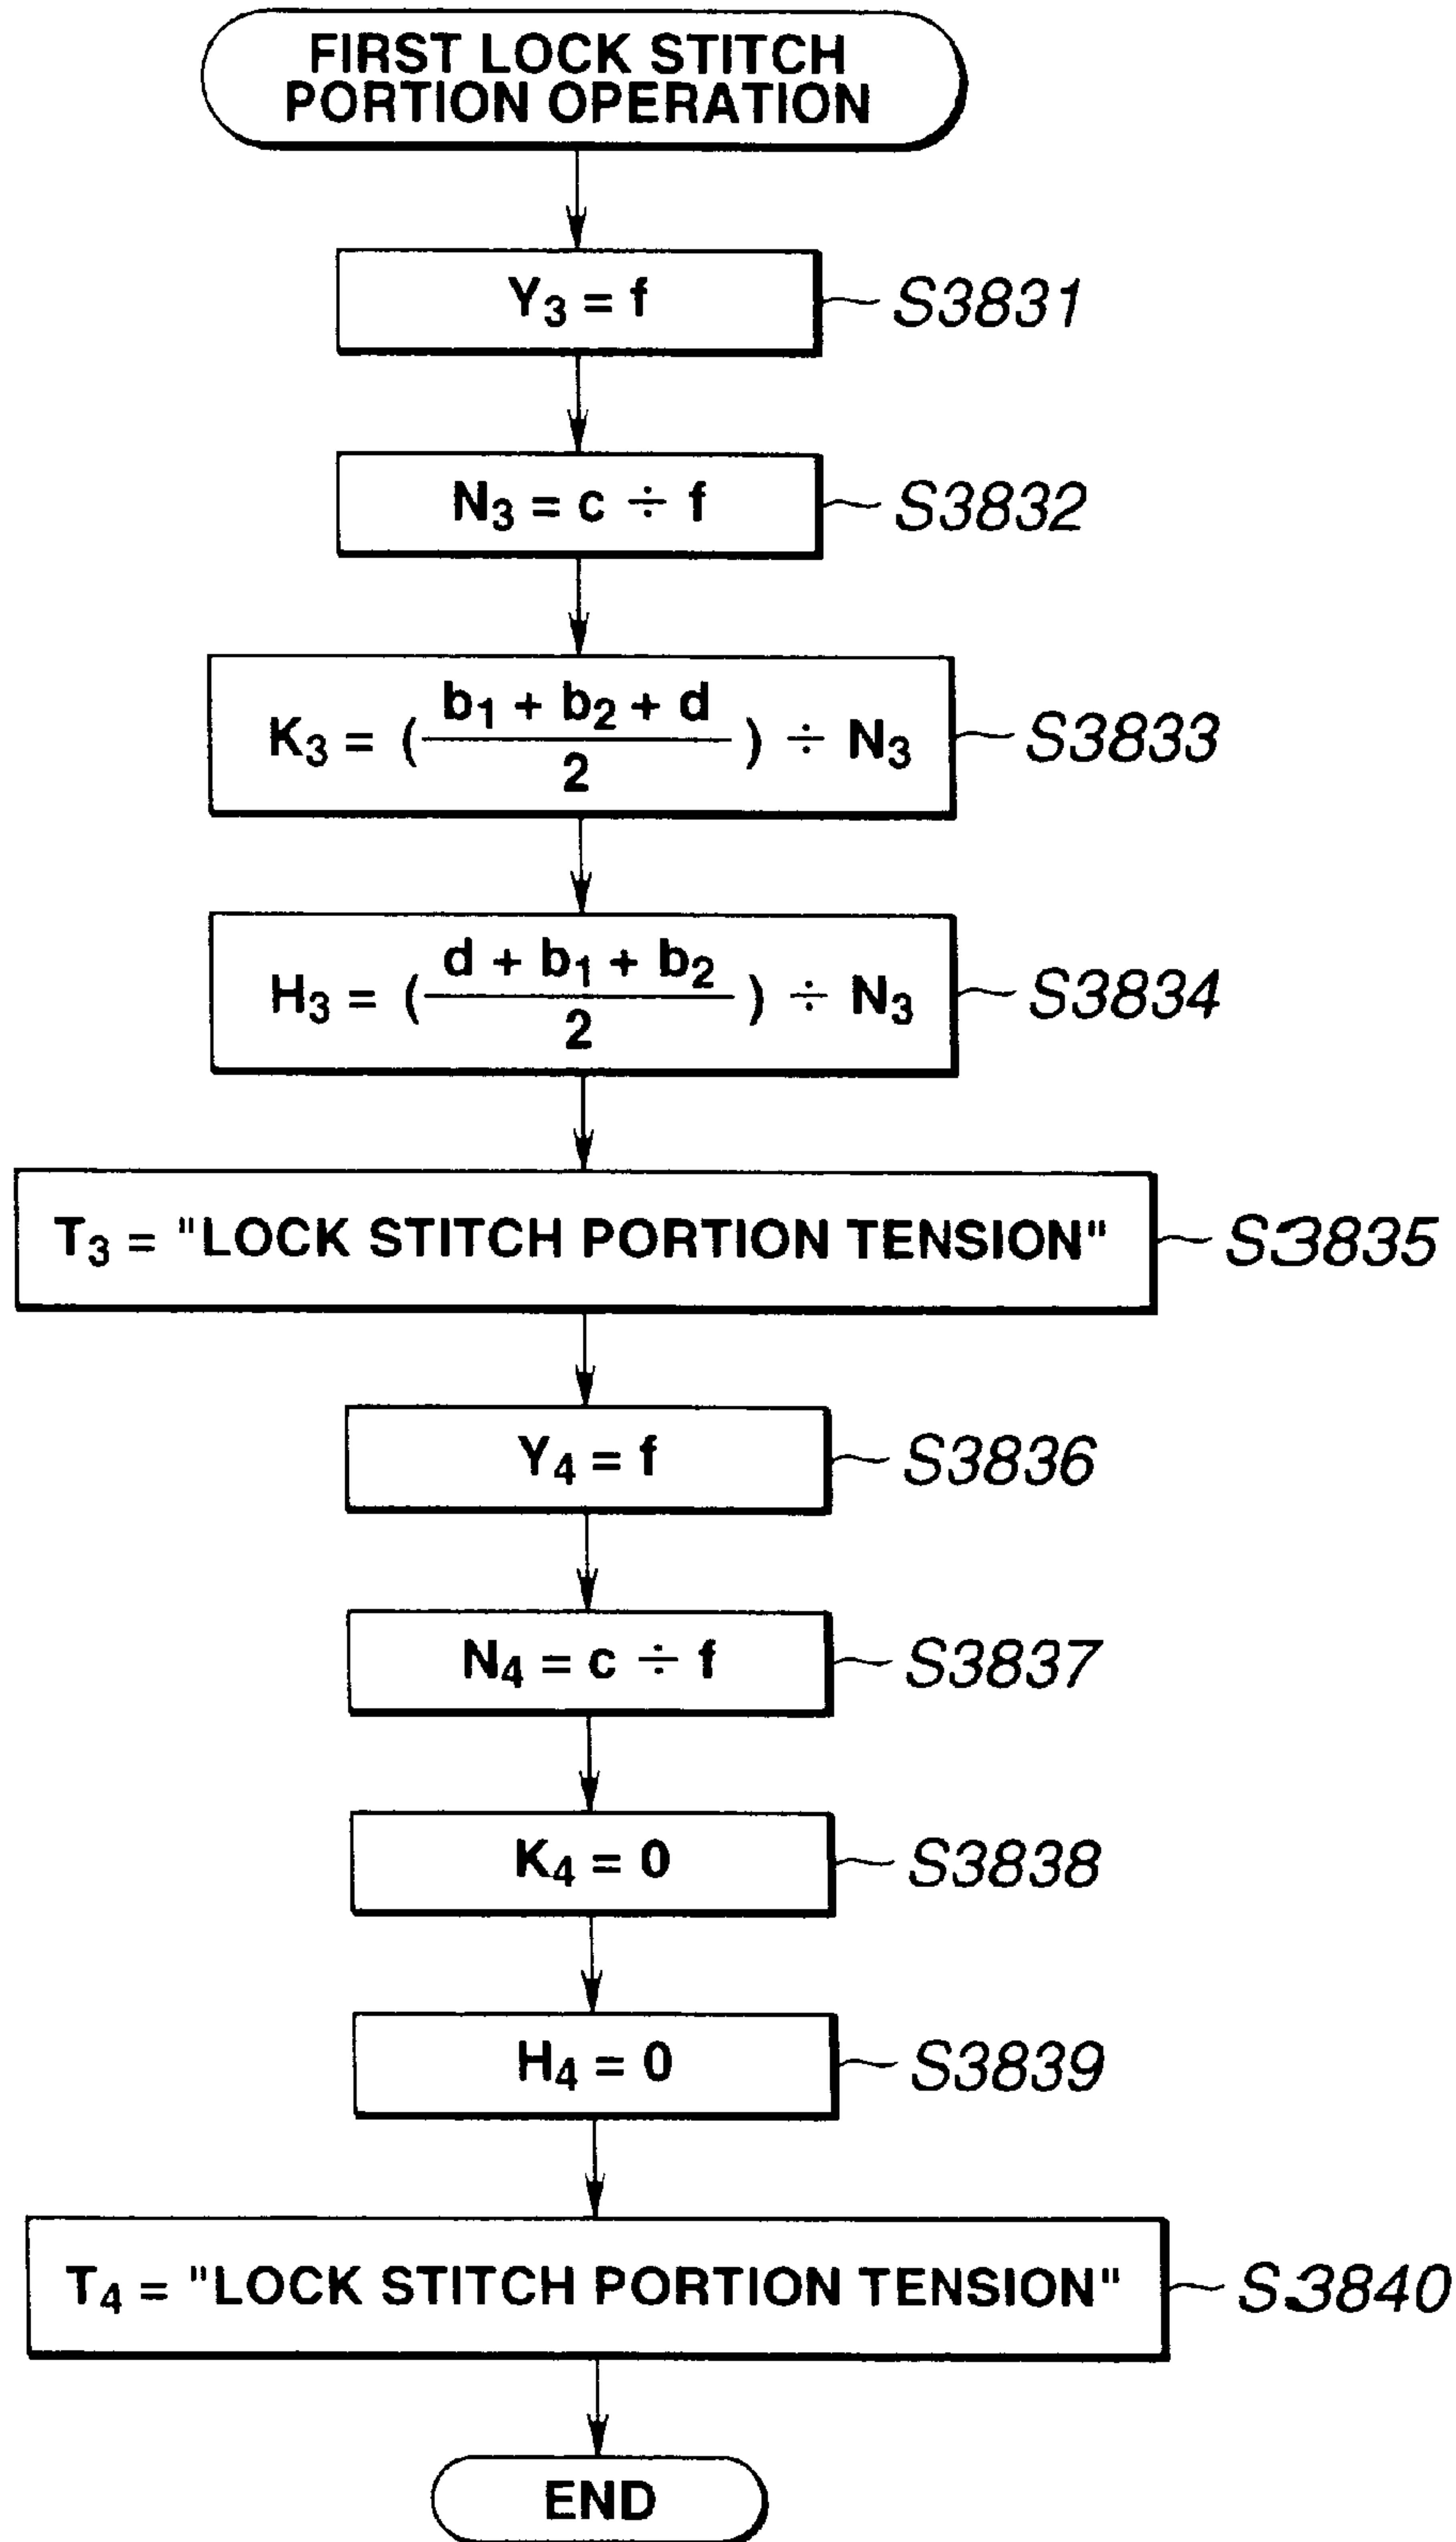 FIRST LOCK STITCH
PORTION OPERATION
Y₃ = f
S3831
N₃ = c ÷ f
S3832
K₃ = (b₁ + b₂ + d / 2) ÷ N₃
S3833
H₃ = (d + b₁ + b₂ / 2) ÷ N₃
S3834
T₃ = "LOCK STITCH PORTION TENSION"
S3835
Y₄ = f
S3836
N₄ = c ÷ f
S3837
K₄ = 0
S3838
H₄ = 0
S3839
T₄ = "LOCK STITCH PORTION TENSION"
S3840
END